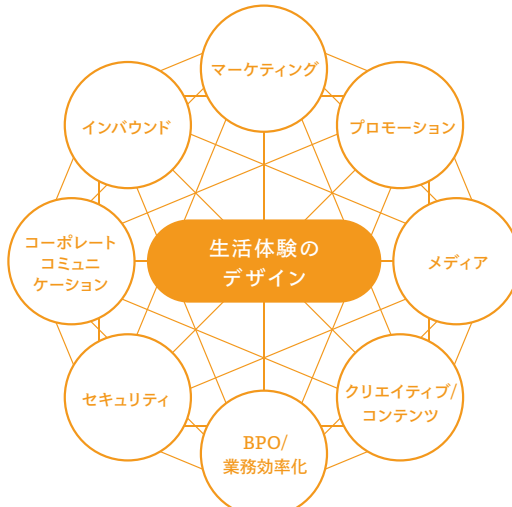 マーケティング
インバウンド
プロモーション
コーポレート
コミュニ
ケーション
生活体験の
デザイン
メディア
セキュリティ
クリエイティブ/
コンテンツ
BPO/
業務効率化